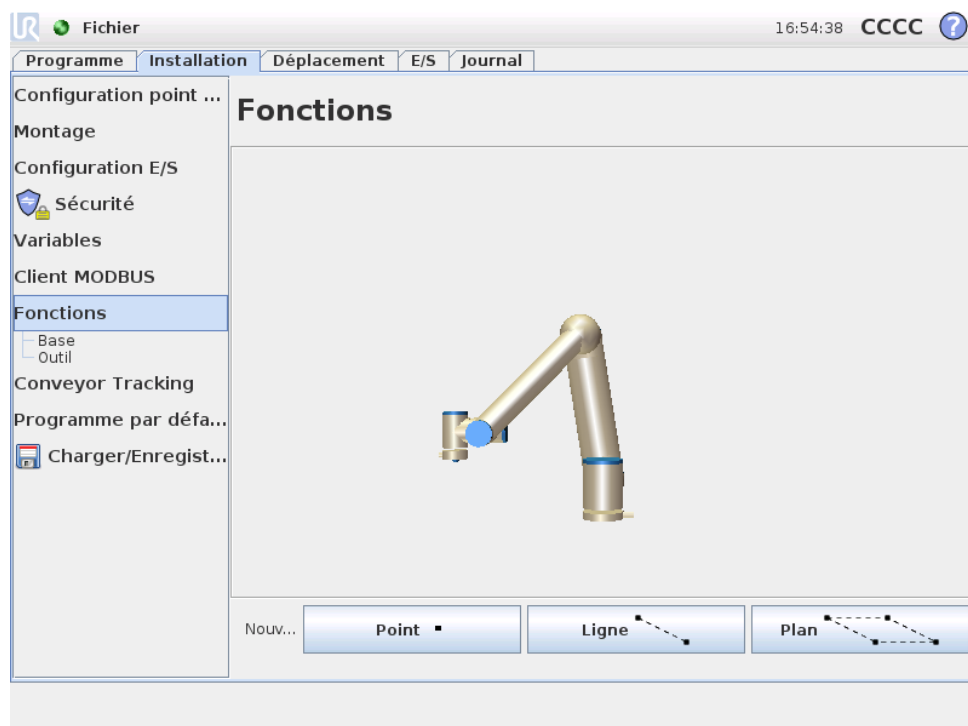 UR Fichier 16:54:38 CCCC ?
Programme Installation Déplacement E/S Journal
Configuration point ...
Montage
Configuration E/S
Sécurité
Variables
Client MODBUS
Fonctions
Base
Outil
Conveyor Tracking
Programme par défa...
Charger/Enregist...
Fonctions
Nouv... Point Ligne Plan